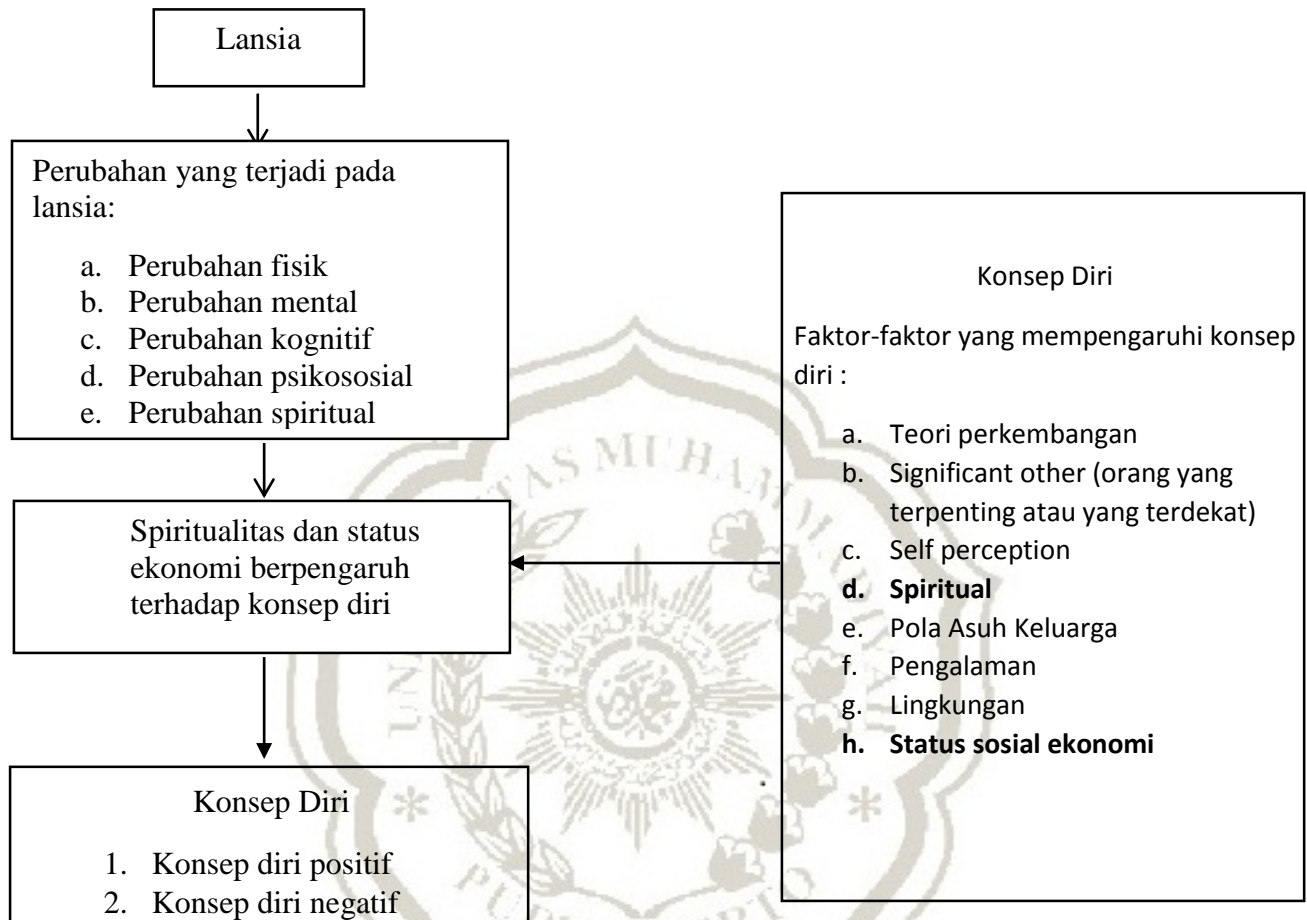 Lansia
Perubahan yang terjadi pada
lansia:
a. Perubahan fisik
b. Perubahan mental
c. Perubahan kognitif
d. Perubahan psikososial
e. Perubahan spiritual
Spiritualitas dan status
ekonomi berpengaruh
terhadap konsep diri
Konsep Diri
1. Konsep diri positif
2. Konsep diri negatif
Konsep Diri
Faktor-faktor yang mempengaruhi konsep
diri :
a. Teori perkembangan
b. Significant other (orang yang
terpenting atau yang terdekat)
c. Self perception
d. Spiritual
e. Pola Asuh Keluarga
f. Pengalaman
g. Lingkungan
h. Status sosial ekonomi